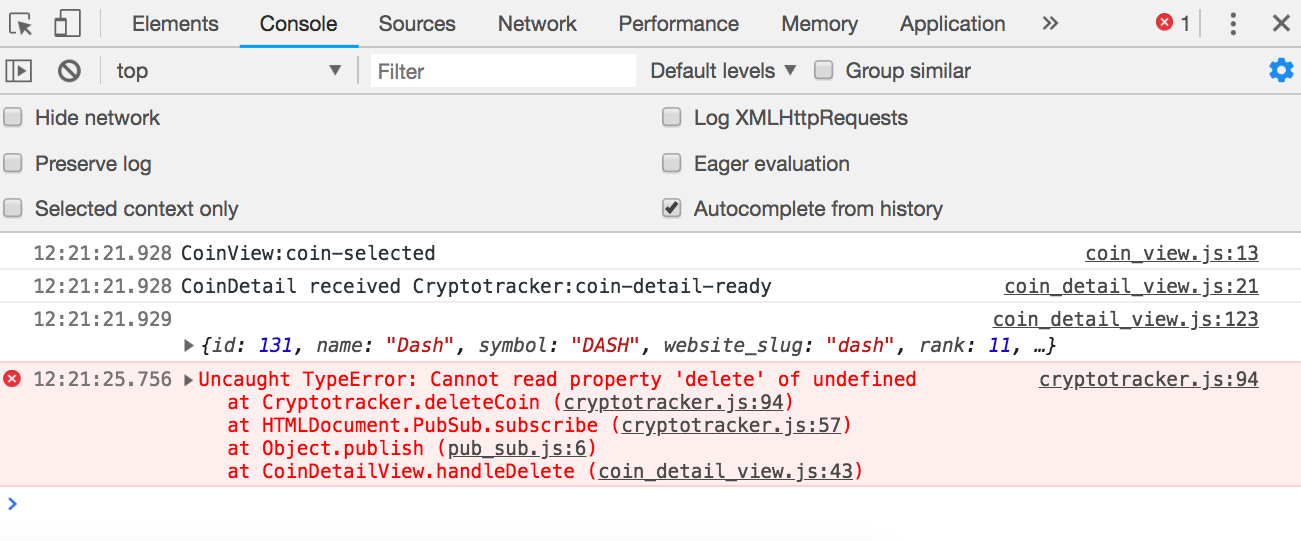 Elements Console Sources Network Performance Memory Application » 1
top Filter Default levels Group similar
Hide network Log XMLHttpRequests
Preserve log Eager evaluation
Selected context only Autocomplete from history
12:21:21.928 CoinView:coin-selected coin_view.js:13
12:21:21.928 CoinDetail received Cryptotracker:coin-detail-ready coin_detail_view.js:21
12:21:21.929 coin_detail_view.js:123
{id: 131, name: "Dash", symbol: "DASH", website_slug: "dash", rank: 11, …}
12:21:25.756 Uncaught TypeError: Cannot read property 'delete' of undefined cryptotracker.js:94
at Cryptotracker.deleteCoin (cryptotracker.js:94)
at HTMLDocument.PubSub.subscribe (cryptotracker.js:57)
at Object.publish (pub_sub.js:6)
at CoinDetailView.handleDelete (coin_detail_view.js:43)